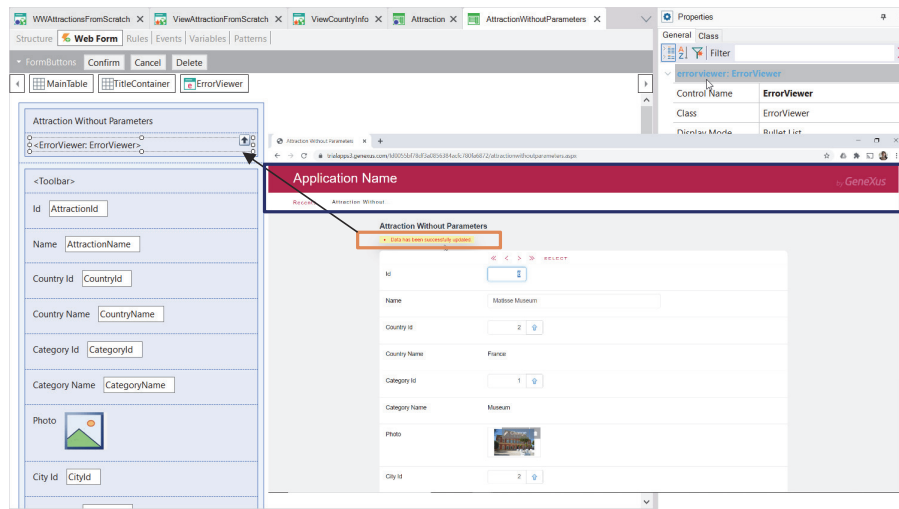 WWAttractionsFromScratch X ViewAttractionFromScratch X ViewCountryInfo X Attraction X AttractionWithoutParameters X
Properties
Structure Web Form Rules Events Variables Patterns
General Class
FormButtons Confirm Cancel Delete
Filter
MainTable TitleContainer ErrorViewer
errorviewer: ErrorViewer
Control Name ErrorViewer
Class ErrorViewer
Display Mode Bullet List
Attraction Without Parameters
<ErrorViewer: ErrorViewer>
<Toolbar>
Id AttractionId
Name AttractionName
Country Id CountryId
Country Name CountryName
Category Id CategoryId
Category Name CategoryName
Photo
City Id CityId
Attraction Without Parameters
Application Name
by GeneXus
Recents Attraction Without
Attraction Without Parameters
Data has been successfully updated
SELECT
Id
Name Matisse Museum
Country Id 2
Country Name France
Category Id 1
Category Name Museum
Photo Change
City Id 2